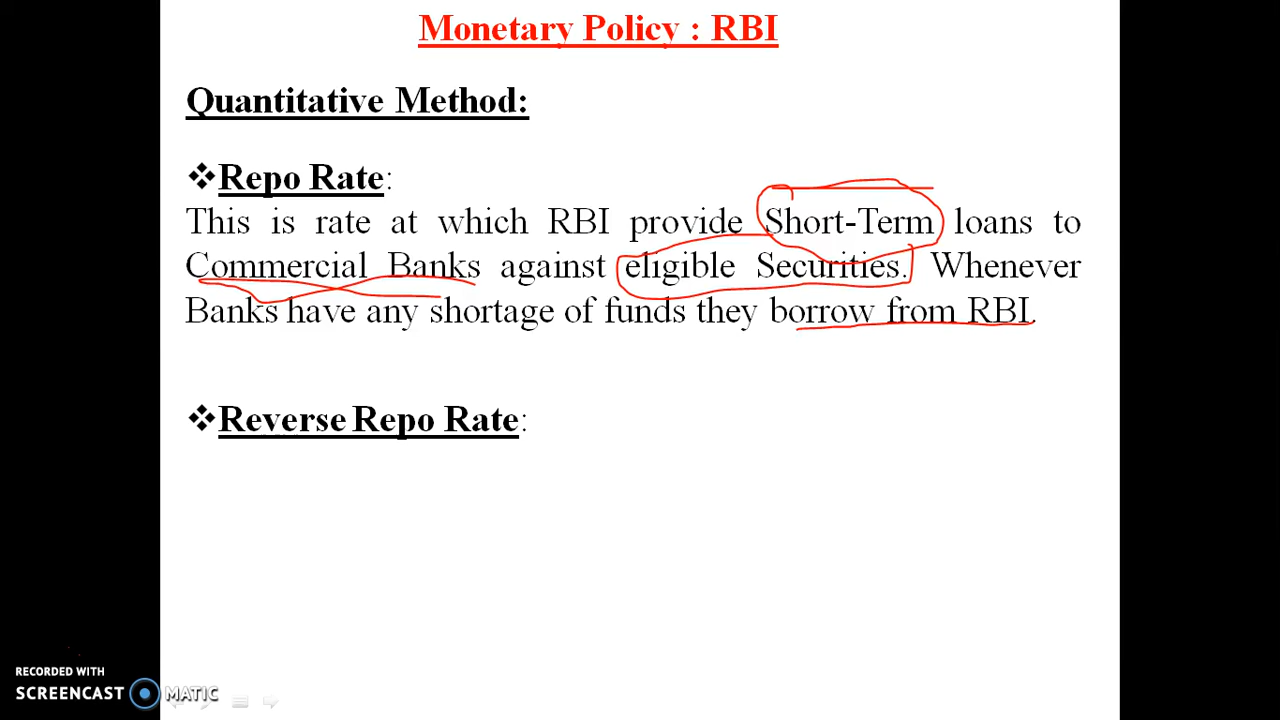 Monetary Policy : RBI
Quantitative Method:
❖Repo Rate:
This is rate at which RBI provide Short-Term loans to
Commercial Banks against eligible Securities. Whenever
Banks have any shortage of funds they borrow from RBI.
❖Reverse Repo Rate:
RECORDED WITH
SCREENCAST MATIC